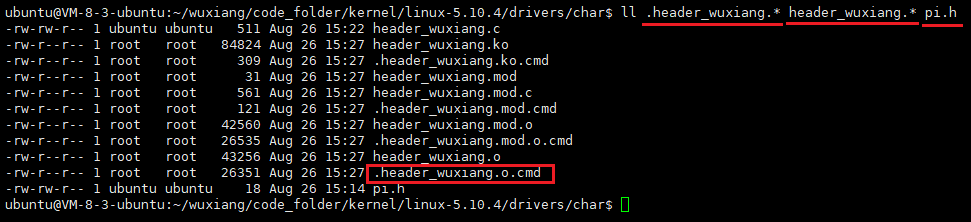 ubuntu@VM-8-3-ubuntu:~/wuxiang/code_folder/kernel/linux-5.10.4/drivers/char$ ll .header_wuxiang.* header_wuxiang.* pi.h
-rw-rw-r-- 1 ubuntu ubuntu   511 Aug 26 15:22 header_wuxiang.c
-rw-r--r-- 1 root   root   84824 Aug 26 15:27 header_wuxiang.ko
-rw-r--r-- 1 root   root     309 Aug 26 15:27 .header_wuxiang.ko.cmd
-rw-r--r-- 1 root   root      31 Aug 26 15:27 header_wuxiang.mod
-rw-r--r-- 1 root   root     561 Aug 26 15:27 header_wuxiang.mod.c
-rw-r--r-- 1 root   root     121 Aug 26 15:27 .header_wuxiang.mod.cmd
-rw-r--r-- 1 root   root   42560 Aug 26 15:27 header_wuxiang.mod.o
-rw-r--r-- 1 root   root   26535 Aug 26 15:27 .header_wuxiang.mod.o.cmd
-rw-r--r-- 1 root   root   43256 Aug 26 15:27 header_wuxiang.o
-rw-r--r-- 1 root   root   26351 Aug 26 15:27 .header_wuxiang.o.cmd
-rw-rw-r-- 1 ubuntu ubuntu    18 Aug 26 15:14 pi.h
ubuntu@VM-8-3-ubuntu:~/wuxiang/code_folder/kernel/linux-5.10.4/drivers/char$